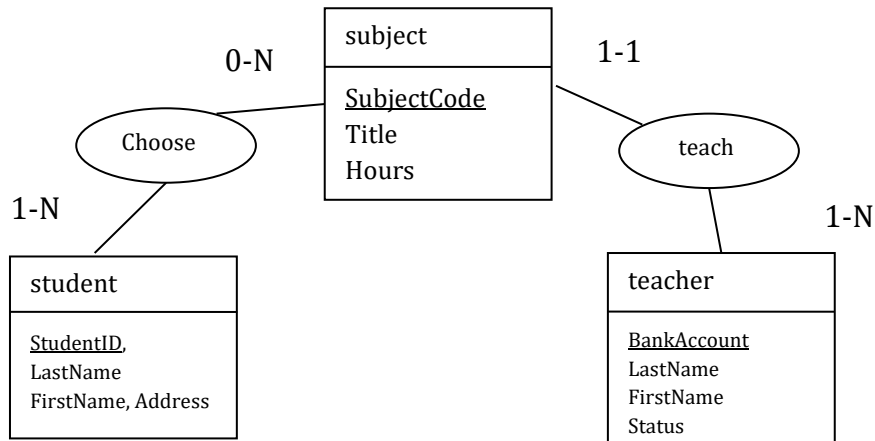 subject
0-N
1-1
SubjectCode
Title
Hours
Choose
teach
1-N
1-N
student
StudentID,
LastName
FirstName, Address
teacher
BankAccount
LastName
FirstName
Status